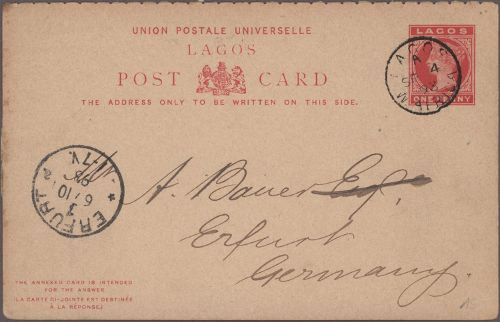 UNION POSTALE UNIVERSELLE
LAGOS
POST CARD
THE ADDRESS ONLY TO BE WRITTEN ON THIS SIDE.
LAGOS
ONE PENNY
LAGOS
4
ERFURT
A. Bauer Esq.
Erfurt
Germany.
THE ANNEXED CARD IS INTENDED
FOR THE ANSWER
(LA CARTE CI-JOINTE EST DESTINÉE
À LA RÉPONSE)